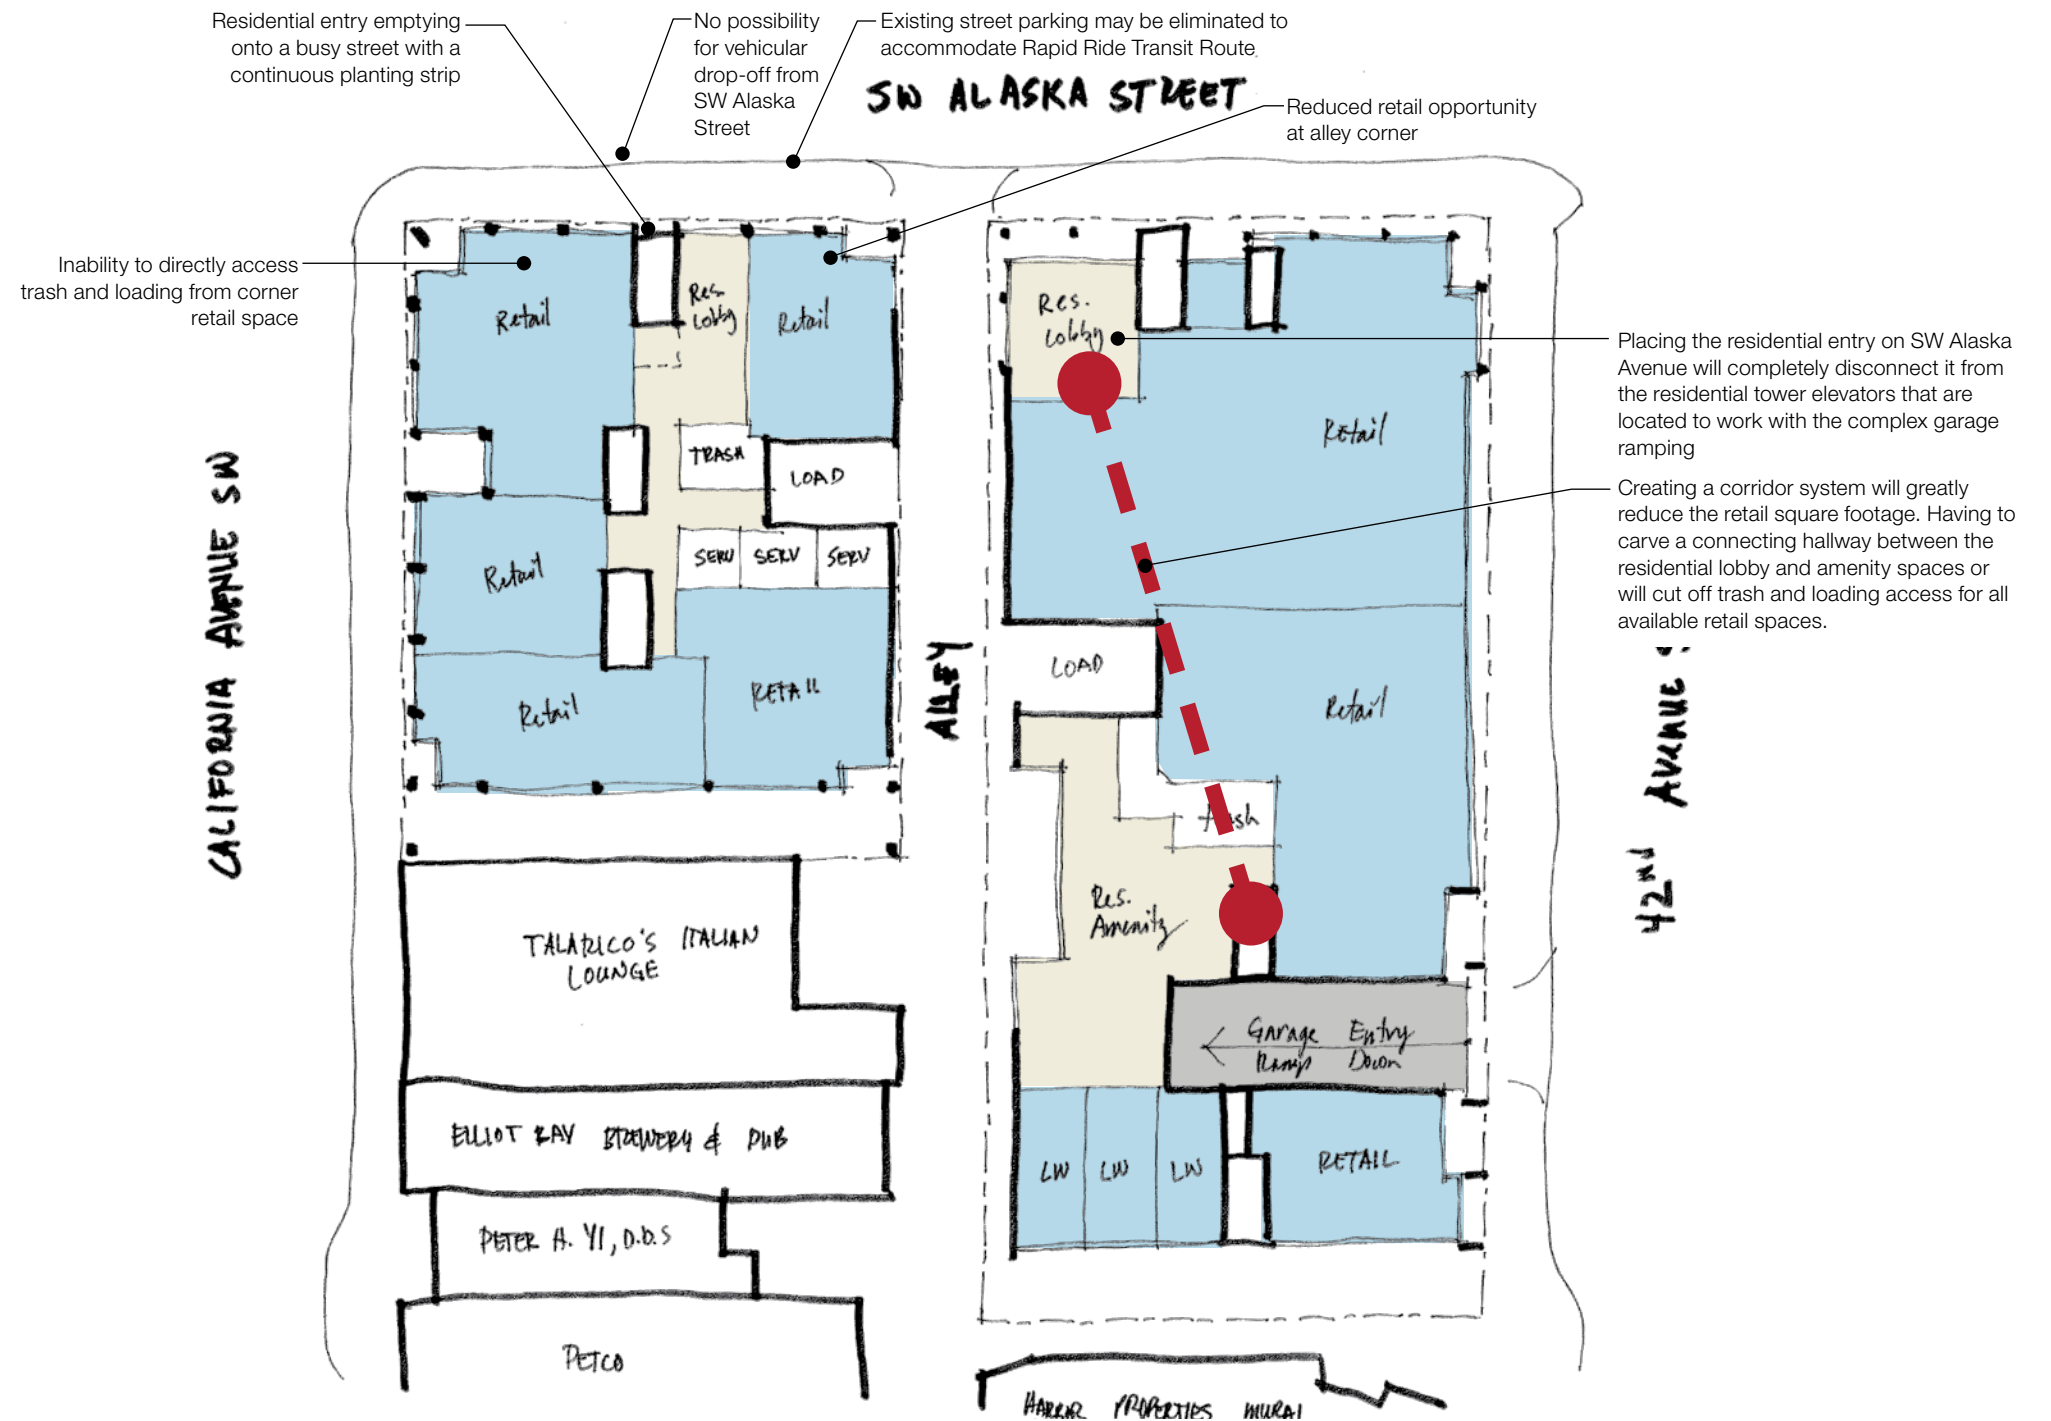 Residential entry emptying
onto a busy street with a
continuous planting strip
No possibility
for vehicular
drop-off from
SW Alaska
Street
Existing street parking may be eliminated to
accommodate Rapid Ride Transit Route
SW ALASKA STREET
Reduced retail opportunity
at alley corner
Inability to directly access
trash and loading from corner
retail space
Retail
Res.
Lobby
Retail
Res.
Lobby
Placing the residential entry on SW Alaska
Avenue will completely disconnect it from
the residential tower elevators that are
located to work with the complex garage
ramping
Retail
TRASH
LOAD
Creating a corridor system will greatly
reduce the retail square footage. Having to
carve a connecting hallway between the
residential lobby and amenity spaces or
will cut off trash and loading access for all
available retail spaces.
CALIFORNIA AVENUE SW
SERV
SERV
SERV
Retail
ALLEY
LOAD
Retail
RETAIL
Retail
42ND AVENUE
Res.
Amenity
TALARICO'S ITALIAN
LOUNGE
Garage Entry
Ramp Down
ELLIOT BAY BREWERY & PUB
LW
LW
LW
RETAIL
PETER A. YI, D.D.S
PETCO
PROPERTIES MURAL